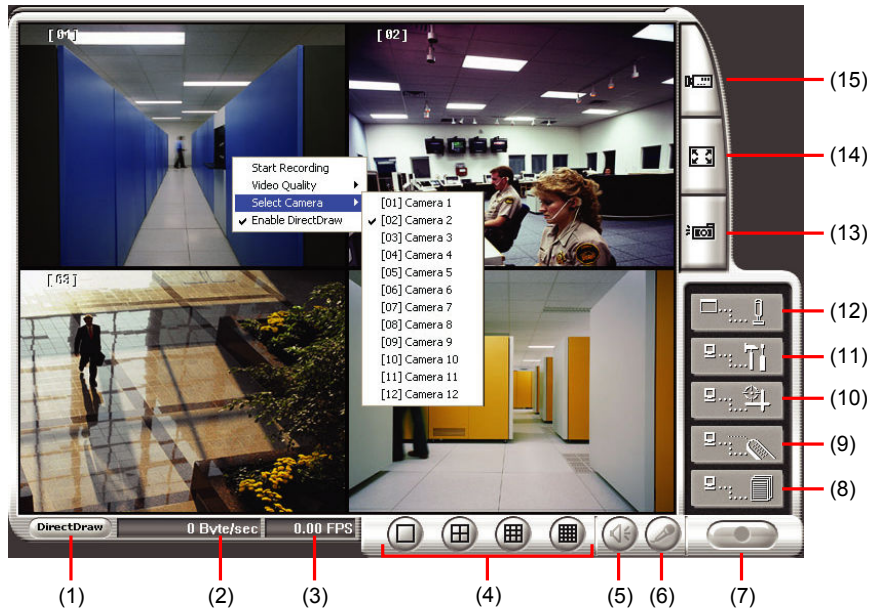 [01]
[02]
(15)
(14)
Start Recording
Video Quality
Select Camera
Enable DirectDraw
[01] Camera 1
[02] Camera 2
[03] Camera 3
[04] Camera 4
[05] Camera 5
[06] Camera 6
[07] Camera 7
[08] Camera 8
[09] Camera 9
[10] Camera 10
[11] Camera 11
[12] Camera 12
(13)
[03]
(12)
(11)
(10)
(9)
(8)
DirectDraw
0 Byte/sec
0.00 FPS
(1)
(2)
(3)
(4)
(5)
(6)
(7)